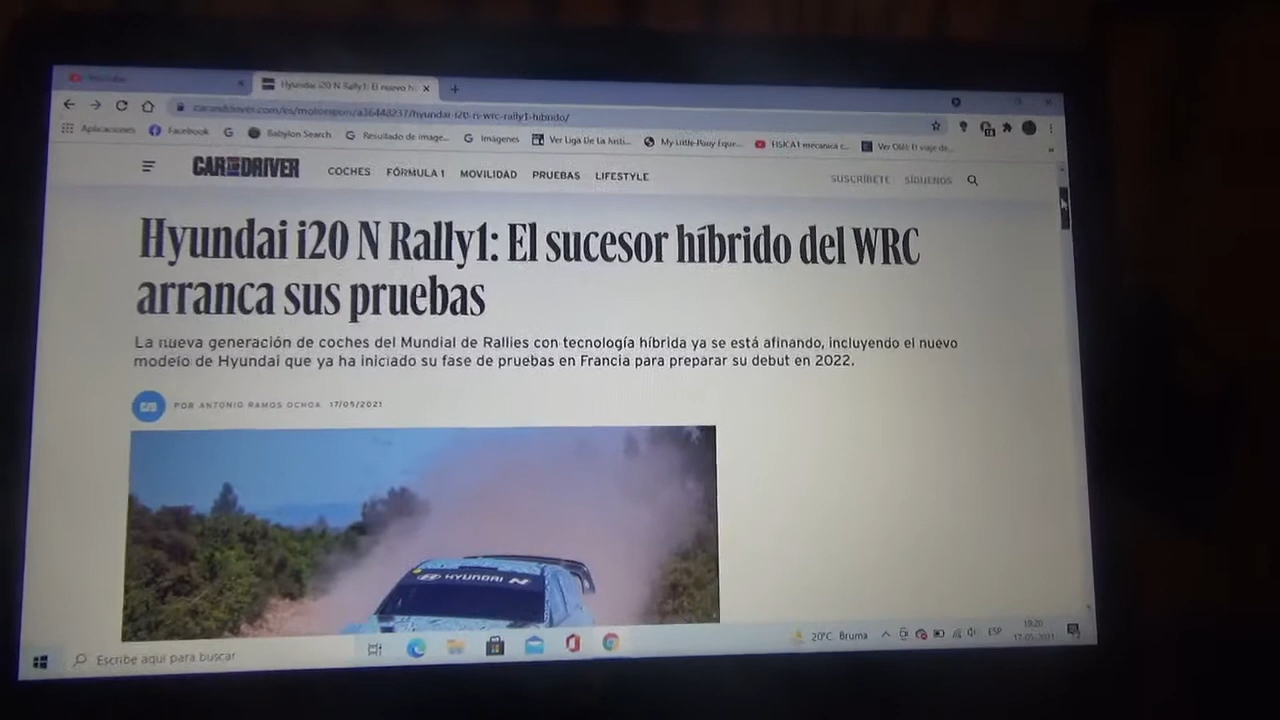 YouTube
Hyundai i20 N Rally1: El nuevo hí
caranddriver.com/es/motorsport/a36448237/hyundai-i20-n-wrc-rally1-hibrido/
Aplicaciones Facebook Babylon Search Resultado de image... Imágenes Ver Liga De La Justi... My Little Pony Eque... Ver Olé: El viaje de...
CAR AND DRIVER COCHES FÓRMULA 1 MOVILIDAD PRUEBAS LIFESTYLE SUSCRÍBETE SÍGUENOS
Hyundai i20 N Rally1: El sucesor híbrido del WRC
arranca sus pruebas
La nueva generación de coches del Mundial de Rallies con tecnología híbrida ya se está afinando, incluyendo el nuevo
modelo de Hyundai que ya ha iniciado su fase de pruebas en Francia para preparar su debut en 2022.
POR ANTONIO RAMOS OCHOA 17/05/2021
HYUNDAI N
Escribe aquí para buscar 20°C Bruma ESP 19:20
17-05-2021